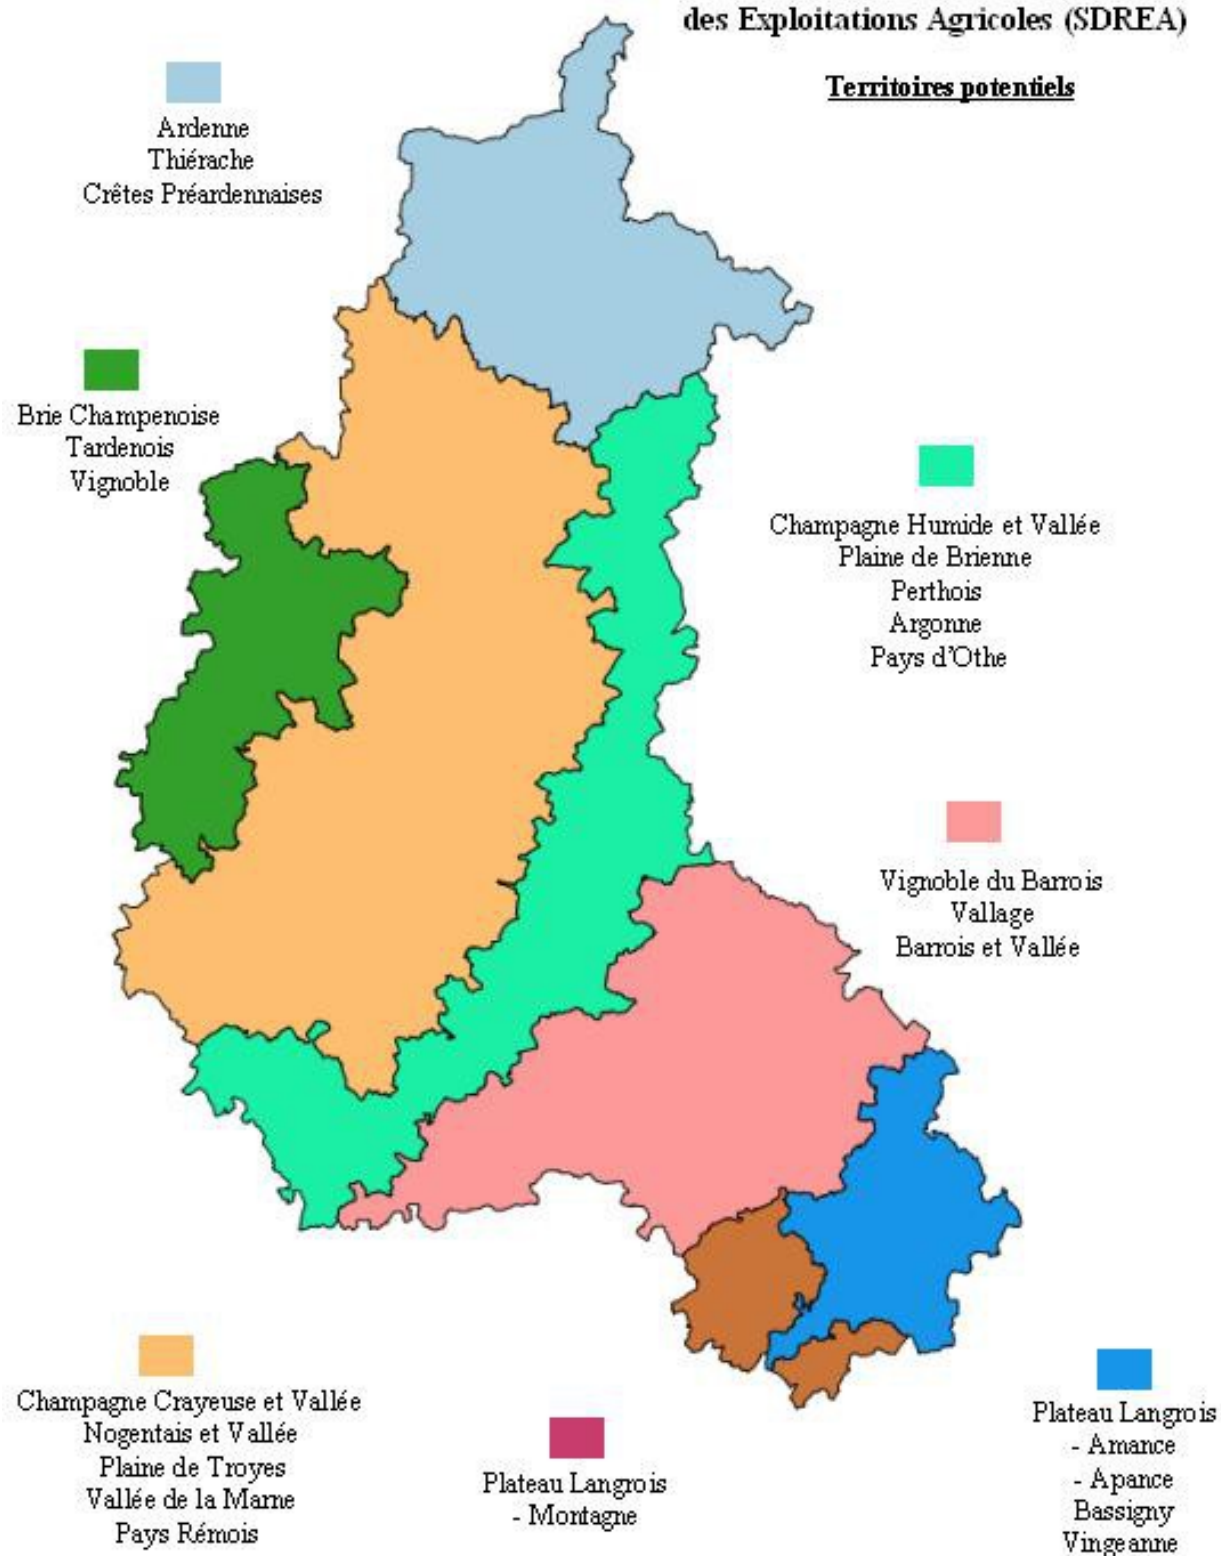 des Exploitations Agricoles (SDREA)
Territoires potentiels
Ardenne
Thiérache
Crêtes Préardennaises
Brie Champenoise
Tardenois
Vignoble
Champagne Humide et Vallée
Plaine de Brienne
Perthois
Argonne
Pays d'Othe
Vignoble du Barrois
Vallage
Barrois et Vallée
Champagne Crayeuse et Vallée
Nogentais et Vallée
Plaine de Troyes
Vallée de la Marne
Pays Rémois
Plateau Langrois
- Montagne
Plateau Langrois
- Amance
- Apance
Bassigny
Vingeanne